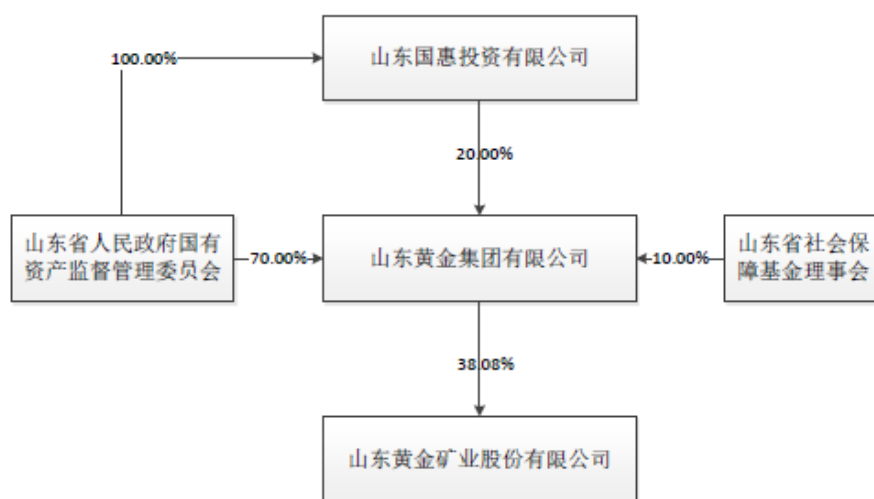 山东国惠投资有限公司
100.00%
20.00%
山东省人民政府国有
资产监督管理委员会
70.00%
山东黄金集团有限公司
10.00%
山东省社会保
障基金理事会
38.08%
山东黄金矿业股份有限公司